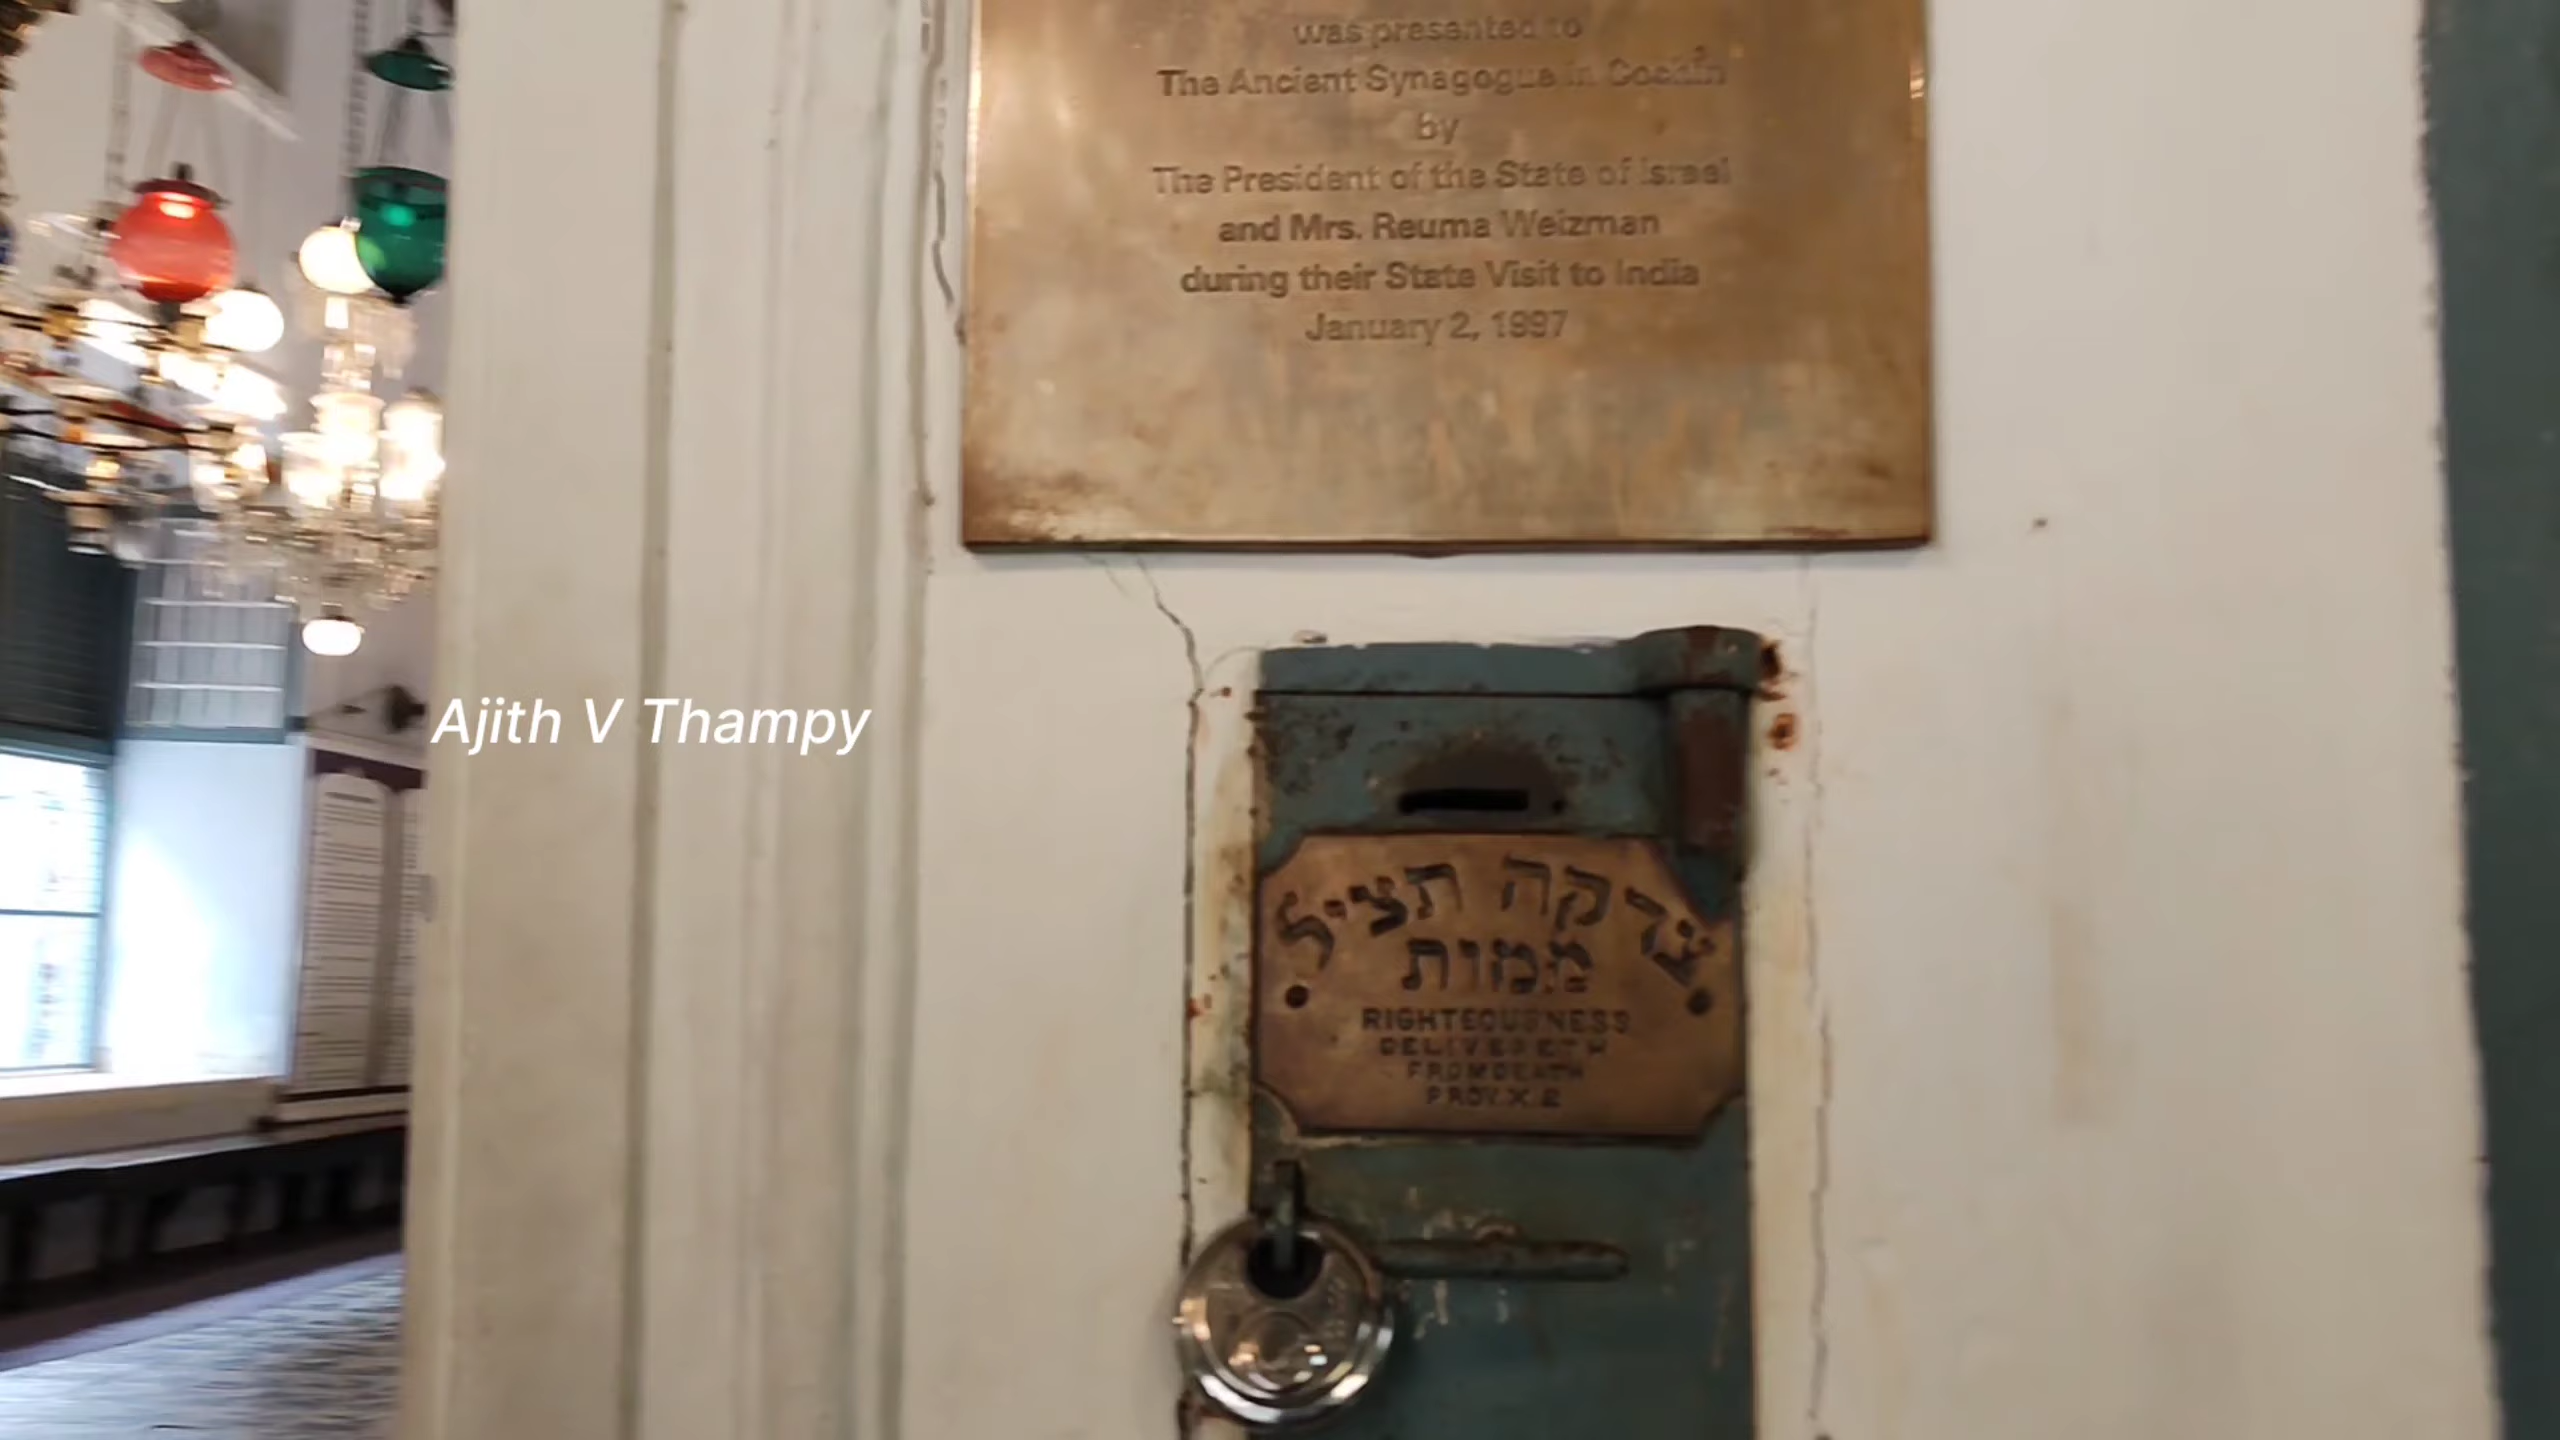 was presented to
The Ancient Synagogue in Cochin
by
The President of the State of Israel
and Mrs. Reuma Weizman
during their State Visit to India
January 2, 1997
Ajith V Thampy
צדקה תציל
ממות
RIGHTEOUSNESS
DELIVERETH
FROM DEATH
PROV. X. 2